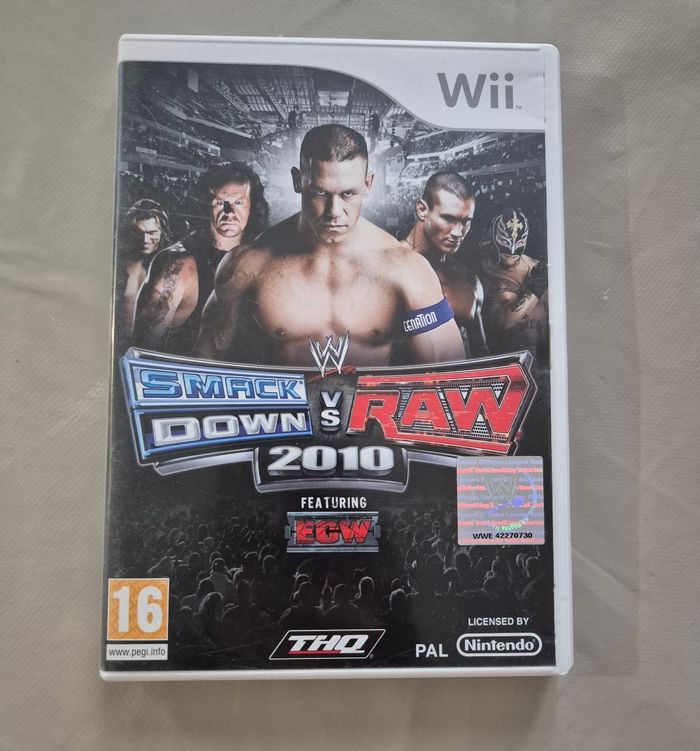 Wii
CENATION
W
SMACK
DOWN
VS
RAW
2010
FEATURING
ECW
WWE 42270730
16
www.pegi.info
THQ
PAL
LICENSED BY
Nintendo